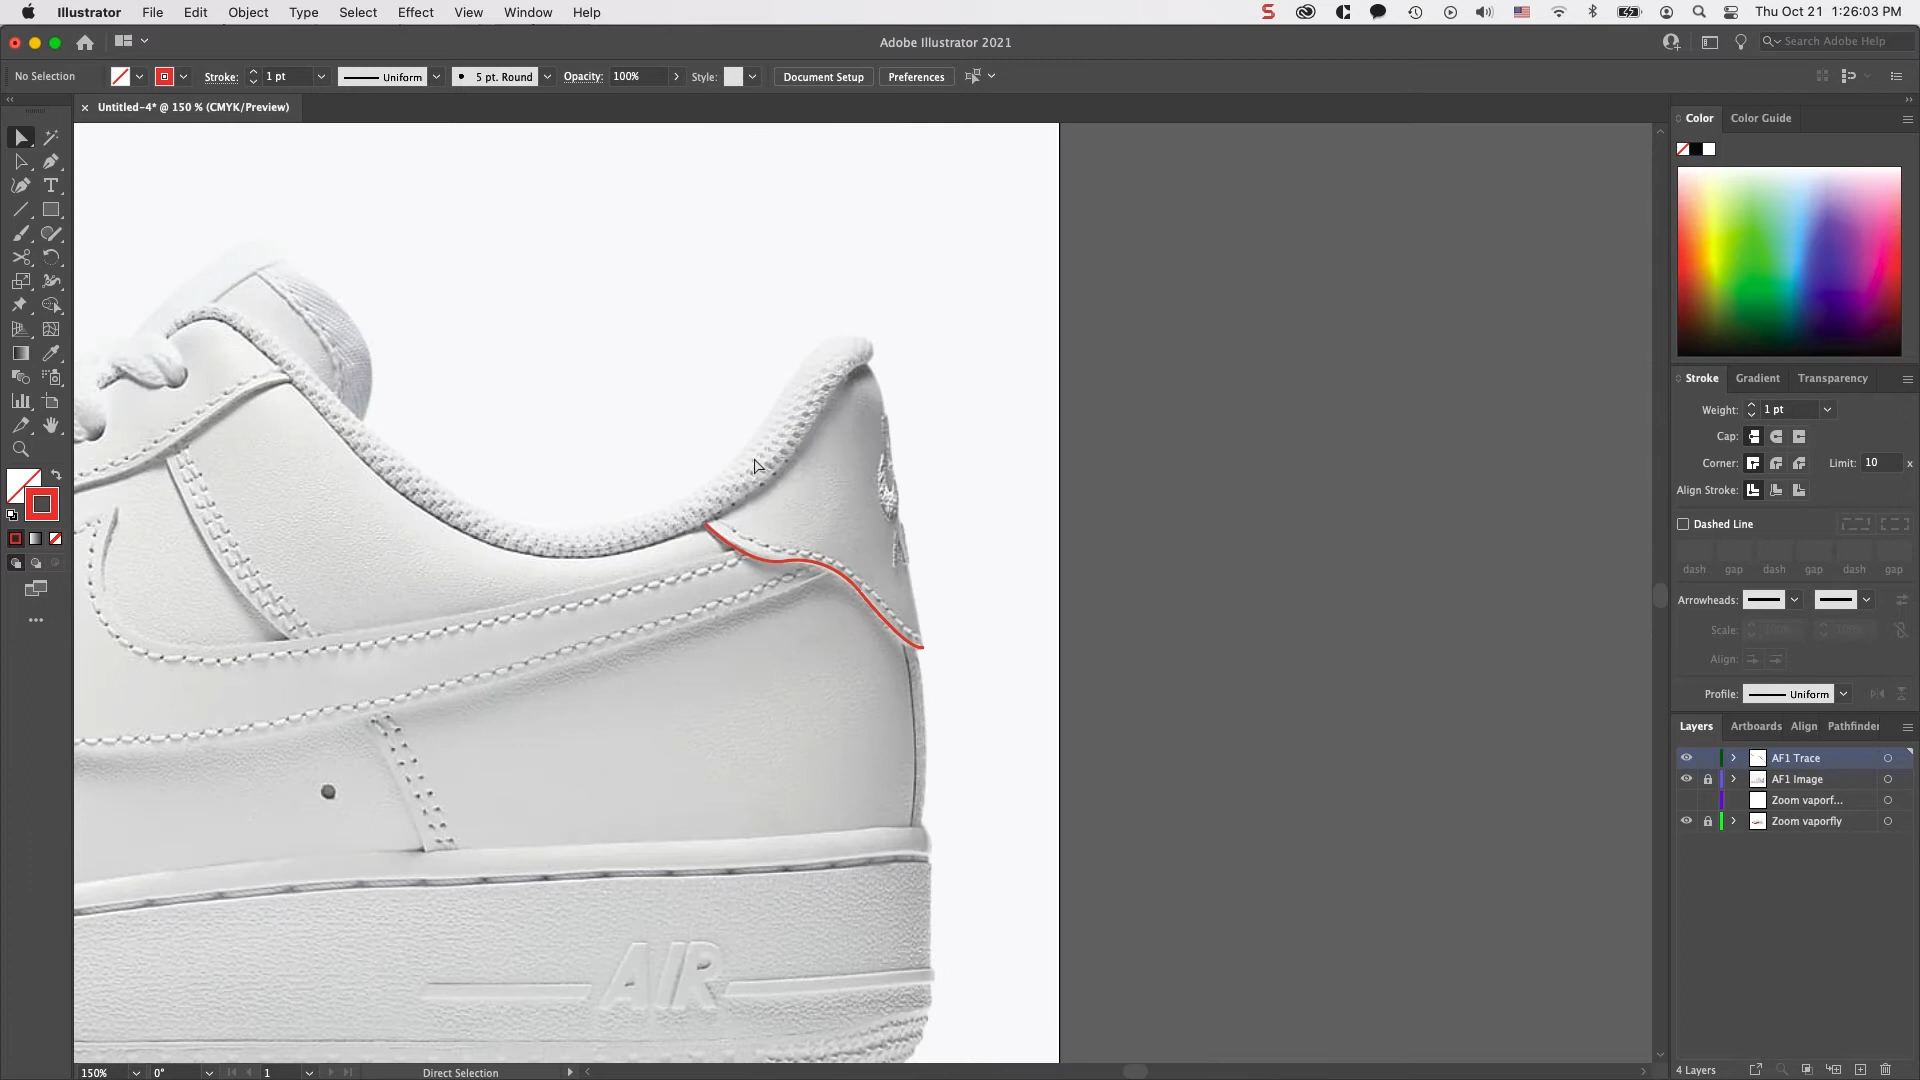 Illustrator File Edit Object Type Select Effect View Window Help
S
Thu Oct 21 1:26:03 PM
Adobe Illustrator 2021
Search Adobe Help
No Selection
Stroke: 1 pt
Uniform
5 pt. Round
Opacity: 100%
Style:
Document Setup
Preferences
× Untitled-4* @ 150 % (CMYK/Preview)
T
AIR
Color
Color Guide
Stroke
Gradient
Transparency
Weight: 1 pt
Cap:
Corner: Limit: 10 x
Align Stroke:
Dashed Line
dash gap dash gap dash gap
Arrowheads:
Scale: 100% 100%
Align:
Profile: Uniform
Layers
Artboards
Align
Pathfinder
AF1 Trace
AF1 Image
Zoom vaporf...
Zoom vaporfly
4 Layers
150%
0°
1
Direct Selection